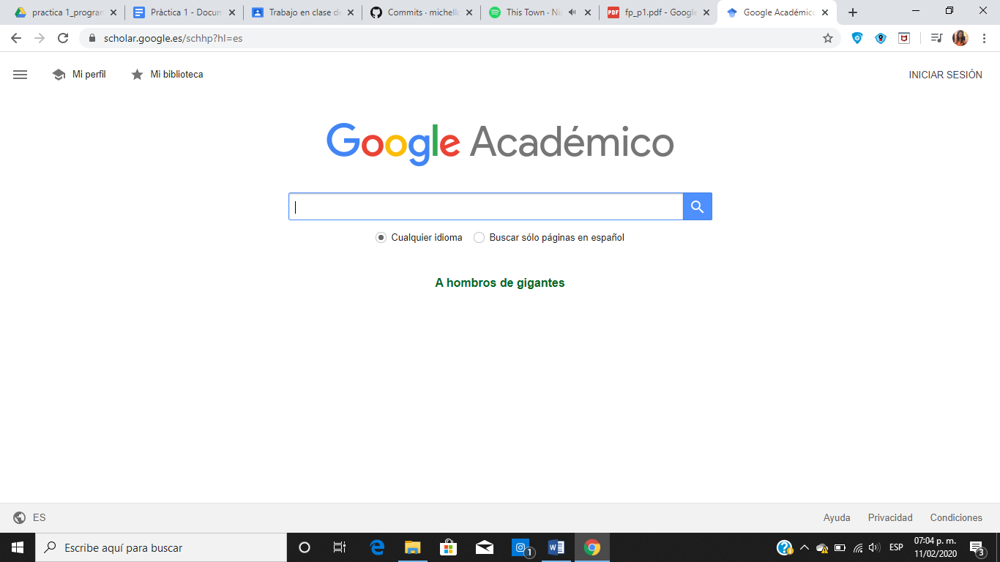 practica 1_program
Pràctica 1 - Docum
Trabajo en clase de
Commits · michell
This Town · Ni
PDF
fp_p1.pdf - Google
Google Académico
scholar.google.es/schhp?hl=es
Mi perfil
Mi biblioteca
INICIAR SESIÓN
Google Académico
Cualquier idioma
Buscar sólo páginas en español
A hombros de gigantes
ES
Ayuda
Privacidad
Condiciones
Escribe aquí para buscar
1
ESP
07:04 p. m.
11/02/2020
3